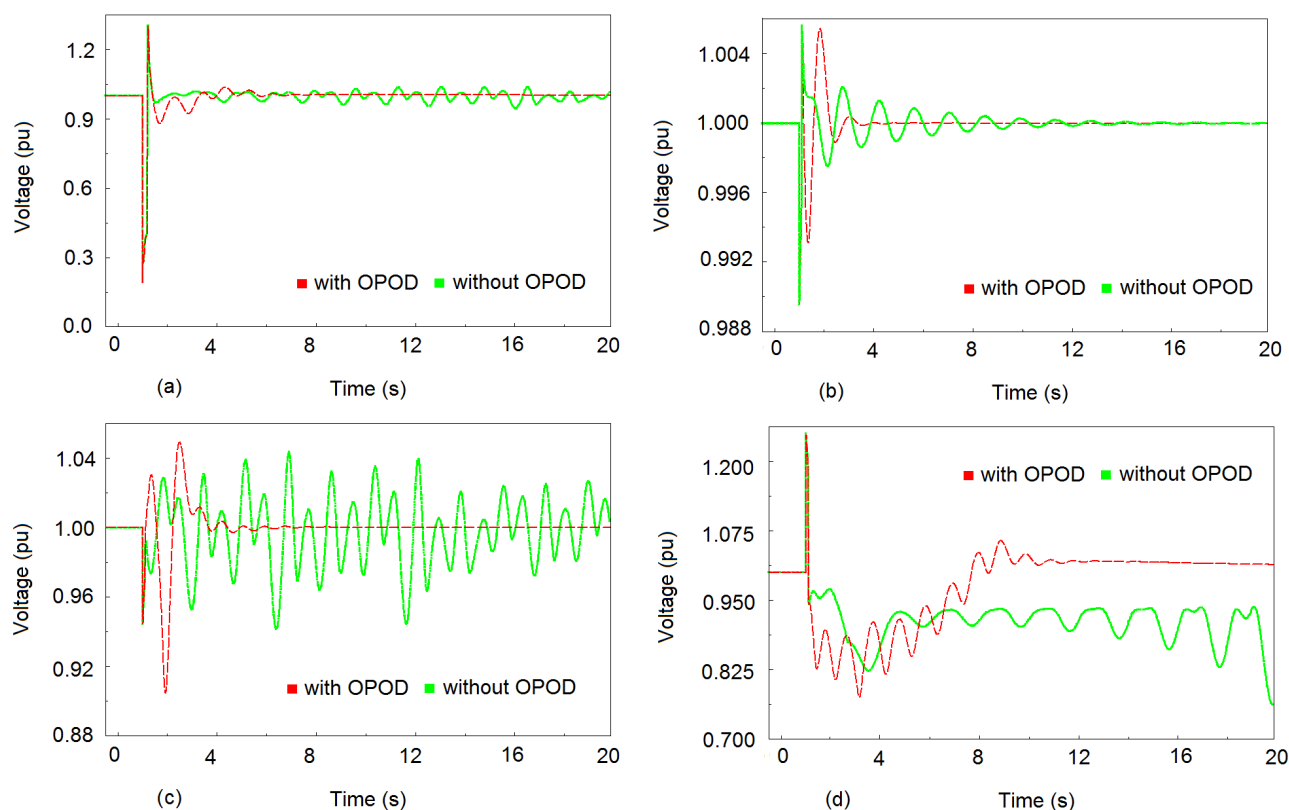 1.2
0.9
0.6
0.3
0.0
Voltage (pu)
with OPOD without OPOD
0 4 8 12 16 20
(a) Time (s)
1.004
1.000
0.996
0.992
0.988
Voltage (pu)
with OPOD without OPOD
0 4 8 12 16 20
(b) Time (s)
1.04
1.00
0.96
0.92
0.88
Voltage (pu)
with OPOD without OPOD
0 4 8 12 16 20
(c) Time (s)
1.200
1.075
0.950
0.825
0.700
Voltage (pu)
with OPOD without OPOD
0 4 8 12 16 20
Time (s) (d)